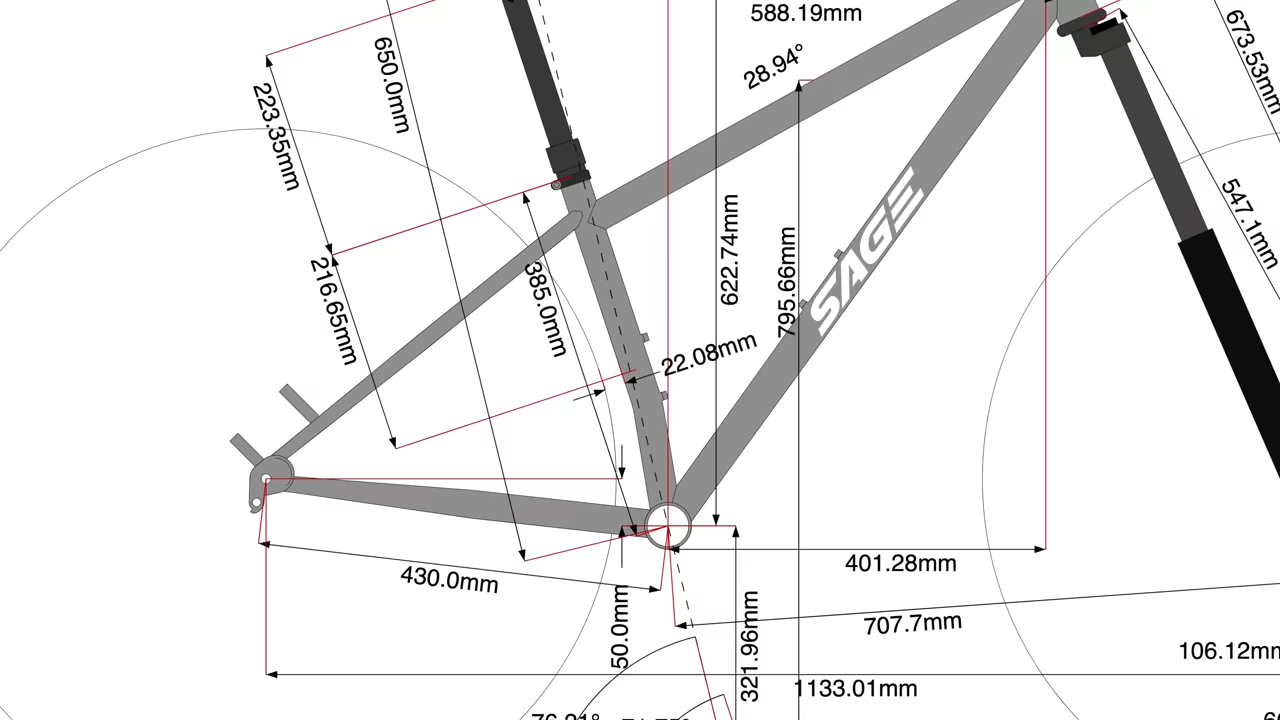 588.19mm
673.53mm
650.0mm
28.94°
223.35mm
547.1mm
622.74mm
SAGE
795.66mm
216.65mm
385.0mm
22.08mm
401.28mm
430.0mm
50.0mm
321.96mm
707.7mm
106.12mm
1133.01mm